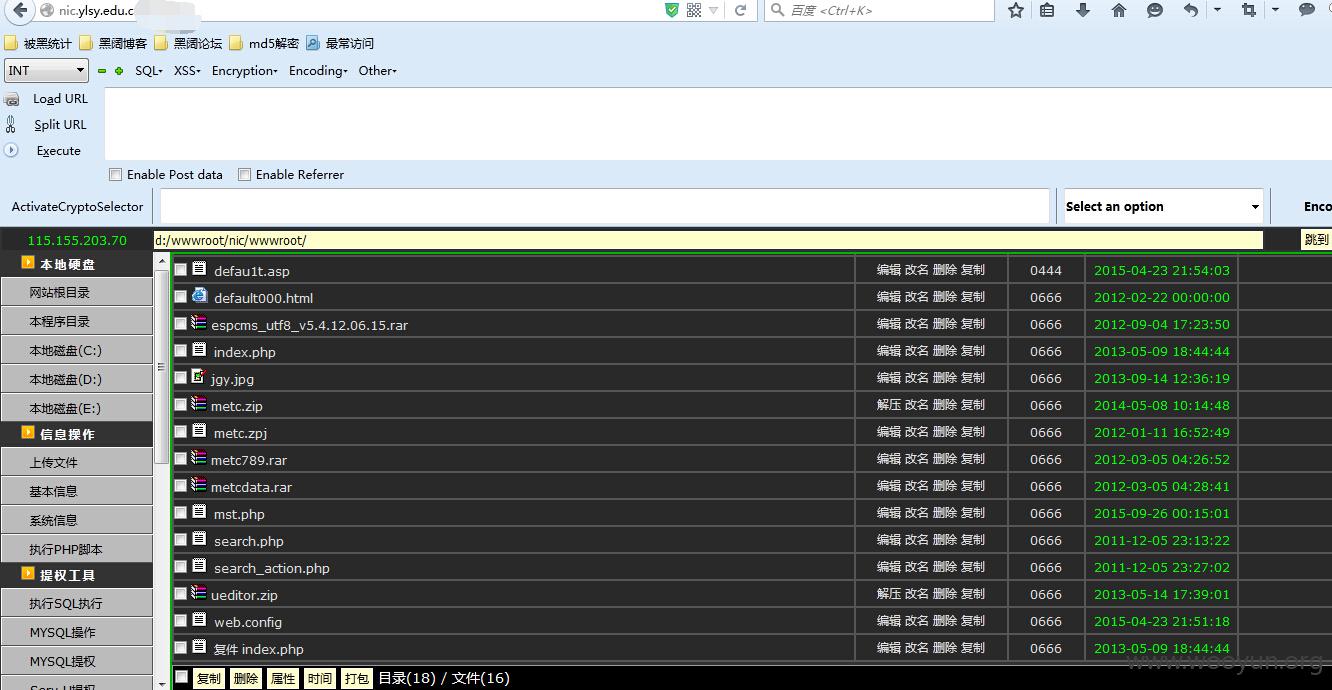 nic.ylsy.edu.c
百度 <Ctrl+K>
被黑统计 黑阔博客 黑阔论坛 md5解密 最常访问
INT SQL XSS Encryption Encoding Other
Load URL
Split URL
Execute
Enable Post data Enable Referrer
ActivateCryptoSelector Select an option Enco
115.155.203.70 d:/wwwroot/nic/wwwroot/ 跳到
本地硬盘
网站根目录
本程序目录
本地磁盘(C:)
本地磁盘(D:)
本地磁盘(E:)
信息操作
上传文件
基本信息
系统信息
执行PHP脚本
提权工具
执行SQL执行
MYSQL操作
MYSQL提权
Serv-U提权
defau1t.asp 编辑 改名 删除 复制 0444 2015-04-23 21:54:03
default000.html 编辑 改名 删除 复制 0666 2012-02-22 00:00:00
espcms_utf8_v5.4.12.06.15.rar 编辑 改名 删除 复制 0666 2012-09-04 17:23:50
index.php 编辑 改名 删除 复制 0666 2013-05-09 18:44:44
jgy.jpg 编辑 改名 删除 复制 0666 2013-09-14 12:36:19
metc.zip 解压 改名 删除 复制 0666 2014-05-08 10:14:48
metc.zpj 编辑 改名 删除 复制 0666 2012-01-11 16:52:49
metc789.rar 编辑 改名 删除 复制 0666 2012-03-05 04:26:52
metcdata.rar 编辑 改名 删除 复制 0666 2012-03-05 04:28:41
mst.php 编辑 改名 删除 复制 0666 2015-09-26 00:15:01
search.php 编辑 改名 删除 复制 0666 2011-12-05 23:13:22
search_action.php 编辑 改名 删除 复制 0666 2011-12-05 23:27:02
ueditor.zip 解压 改名 删除 复制 0666 2013-05-14 17:39:01
web.config 编辑 改名 删除 复制 0666 2015-04-23 21:51:18
复件 index.php 编辑 改名 删除 复制 0666 2013-05-09 18:44:44
复制 删除 属性 时间 打包 目录(18) / 文件(16)
www.wooyun.org